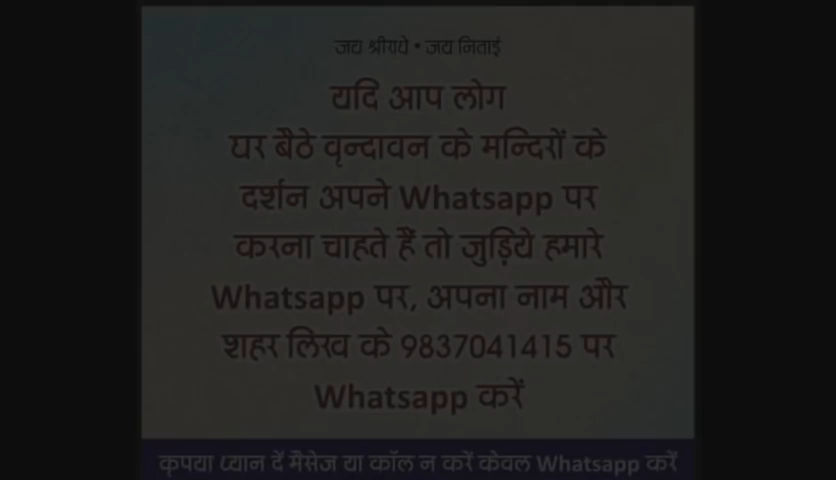 जय श्रीराधे • जय निताई
यदि आप लोग
घर बैठे वृन्दावन के मन्दिरों के
दर्शन अपने Whatsapp पर
करना चाहते हैं तो जुड़िये हमारे
Whatsapp पर, अपना नाम और
शहर लिख के 9837041415 पर
Whatsapp करें
कृपया ध्यान दें मैसेज या कॉल न करें केवल Whatsapp करें